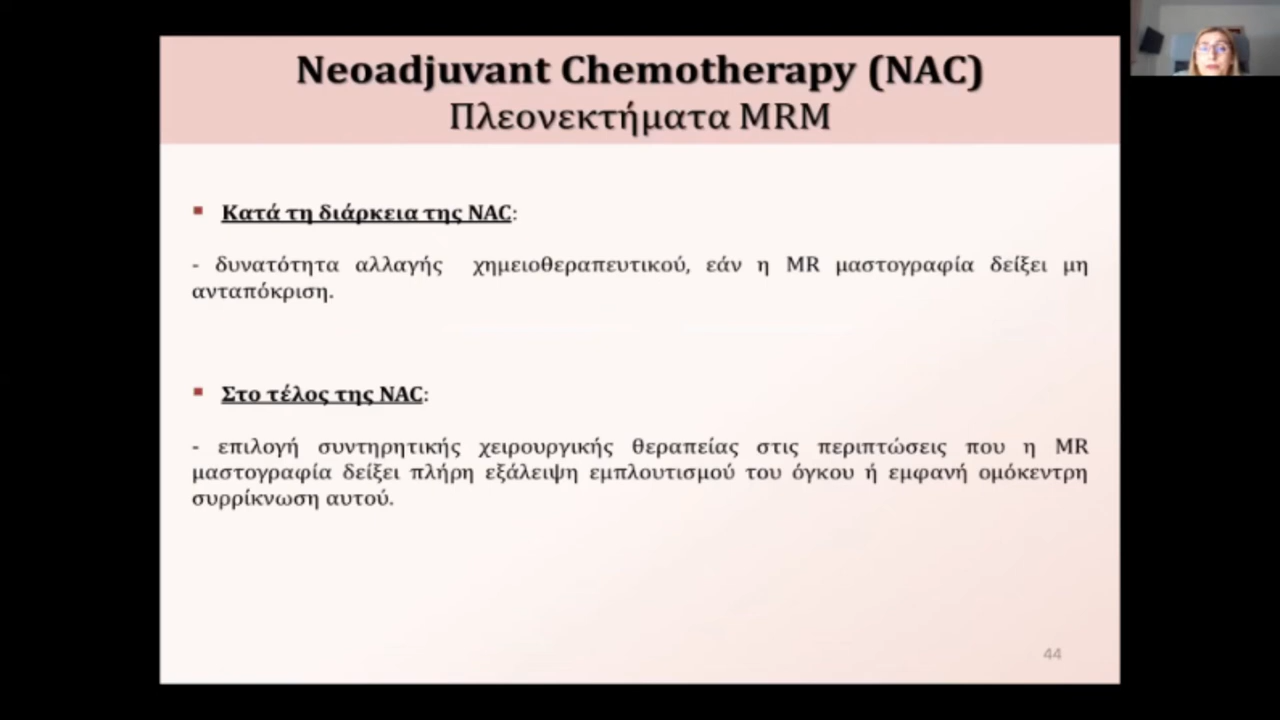 Neoadjuvant Chemotherapy (NAC)
Πλεονεκτήματα MRM
▪ Κατά τη διάρκεια της NAC:
- δυνατότητα αλλαγής χημειοθεραπευτικού, εάν η MR μαστογραφία δείξει μη
ανταπόκριση.
▪ Στο τέλος της NAC:
- επιλογή συντηρητικής χειρουργικής θεραπείας στις περιπτώσεις που η MR
μαστογραφία δείξει πλήρη εξάλειψη εμπλουτισμού του όγκου ή εμφανή ομόκεντρη
συρρίκνωση αυτού.
44